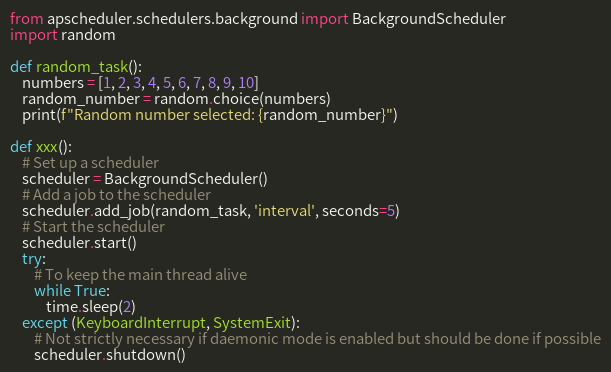 from apscheduler.schedulers.background import BackgroundScheduler
import random

def random_task():
    numbers = [1, 2, 3, 4, 5, 6, 7, 8, 9, 10]
    random_number = random.choice(numbers)
    print(f"Random number selected: {random_number}")

def xxx():
    # Set up a scheduler
    scheduler = BackgroundScheduler()
    # Add a job to the scheduler
    scheduler.add_job(random_task, 'interval', seconds=5)
    # Start the scheduler
    scheduler.start()
    try:
        # To keep the main thread alive
        while True:
            time.sleep(2)
    except (KeyboardInterrupt, SystemExit):
        # Not strictly necessary if daemonic mode is enabled but should be done if possible
        scheduler.shutdown()